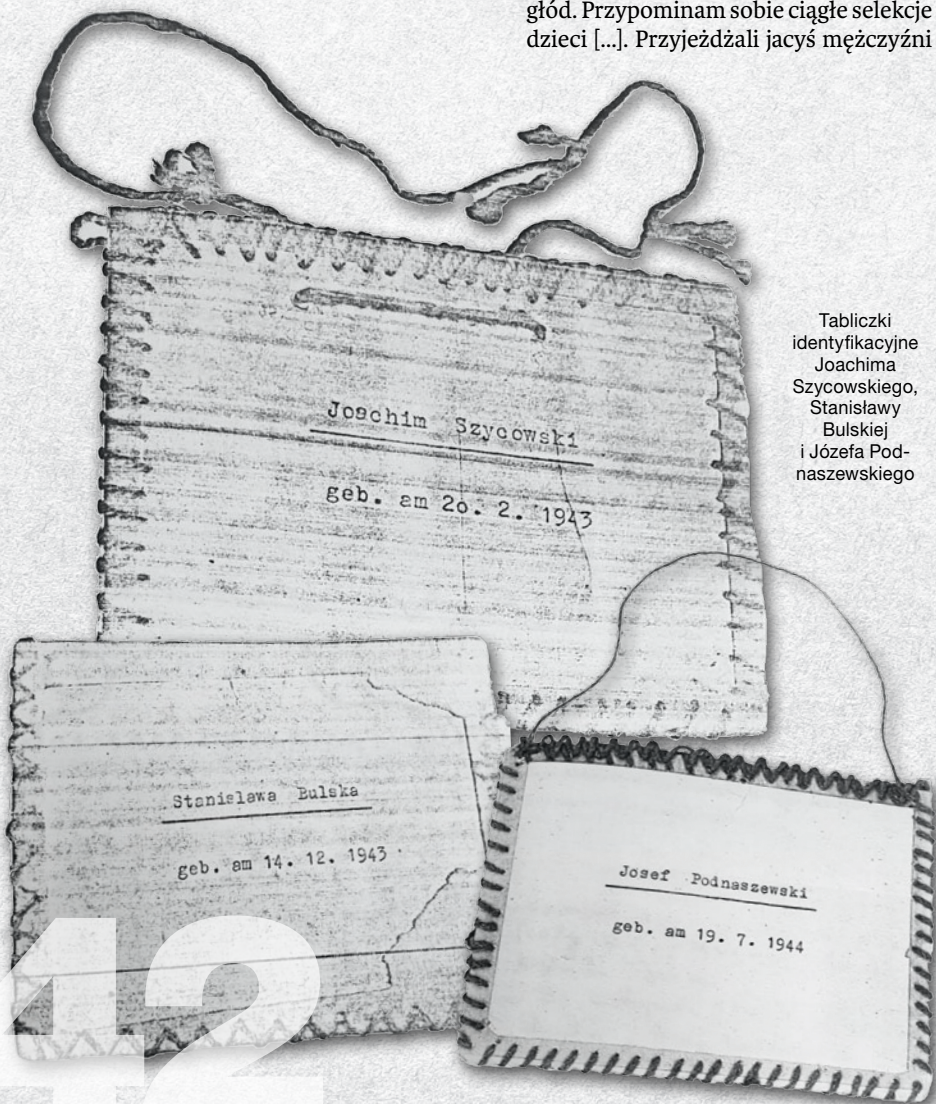 głód. Przypominam sobie ciągłe selekcje
dzieci [...]. Przyjeżdżali jacyś mężczyźni
Tabliczki
identyfikacyjne
Joachima
Szycowskiego,
Stanisławy
Bulskiej
i Józefa Pod-
naszewskiego
Joachim Szycowski
geb. am 20. 2. 1943
Stanislawa Bulska
geb. am 14. 12. 1943
Josef Podnaszewski
geb. am 19. 7. 1944
42